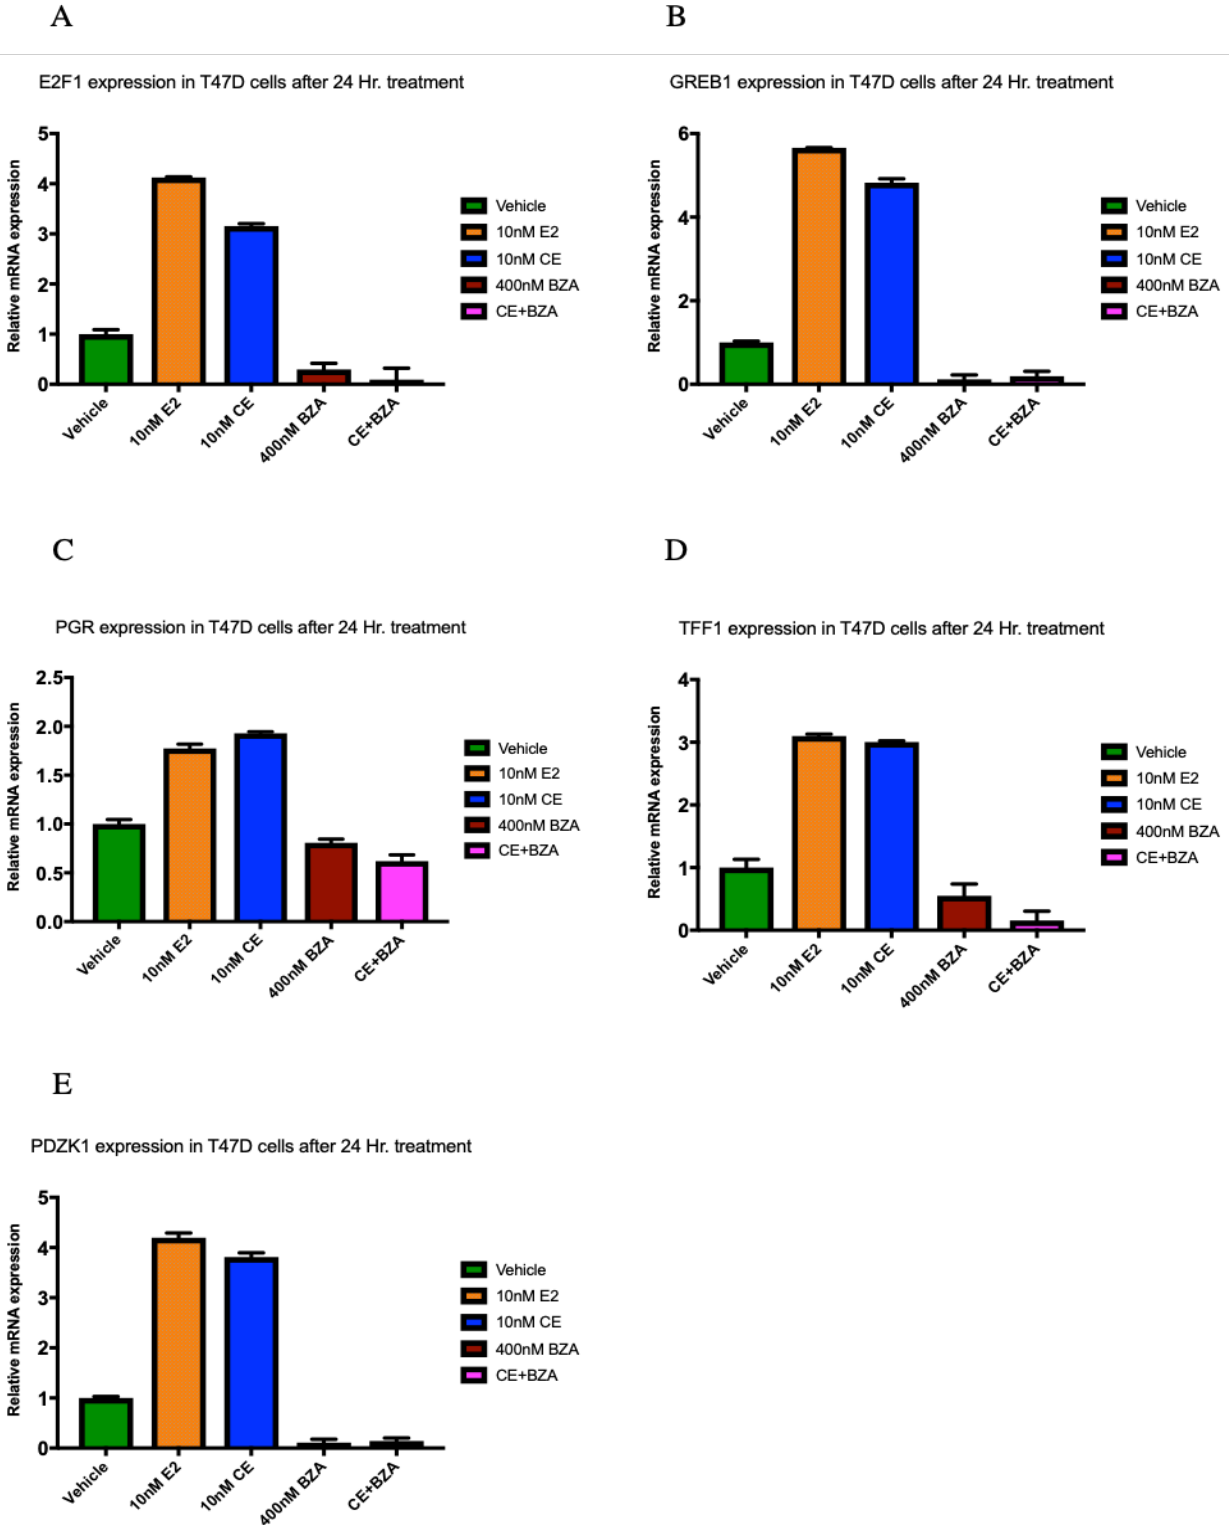 A
B
E2F1 expression in T47D cells after 24 Hr. treatment
GREB1 expression in T47D cells after 24 Hr. treatment
Relative mRNA expression
5
4
3
2
1
0
Vehicle
10nM E2
10nM CE
400nM BZA
CE+BZA
Vehicle
10nM E2
10nM CE
400nM BZA
CE+BZA
Relative mRNA expression
6
4
2
0
Vehicle
10nM E2
10nM CE
400nM BZA
CE+BZA
Vehicle
10nM E2
10nM CE
400nM BZA
CE+BZA
C
D
PGR expression in T47D cells after 24 Hr. treatment
TFF1 expression in T47D cells after 24 Hr. treatment
Relative mRNA expression
2.5
2.0
1.5
1.0
0.5
0.0
Vehicle
10nM E2
10nM CE
400nM BZA
CE+BZA
Vehicle
10nM E2
10nM CE
400nM BZA
CE+BZA
Relative mRNA expression
4
3
2
1
0
Vehicle
10nM E2
10nM CE
400nM BZA
CE+BZA
Vehicle
10nM E2
10nM CE
400nM BZA
CE+BZA
E
PDZK1 expression in T47D cells after 24 Hr. treatment
Relative mRNA expression
5
4
3
2
1
0
Vehicle
10nM E2
10nM CE
400nM BZA
CE+BZA
Vehicle
10nM E2
10nM CE
400nM BZA
CE+BZA